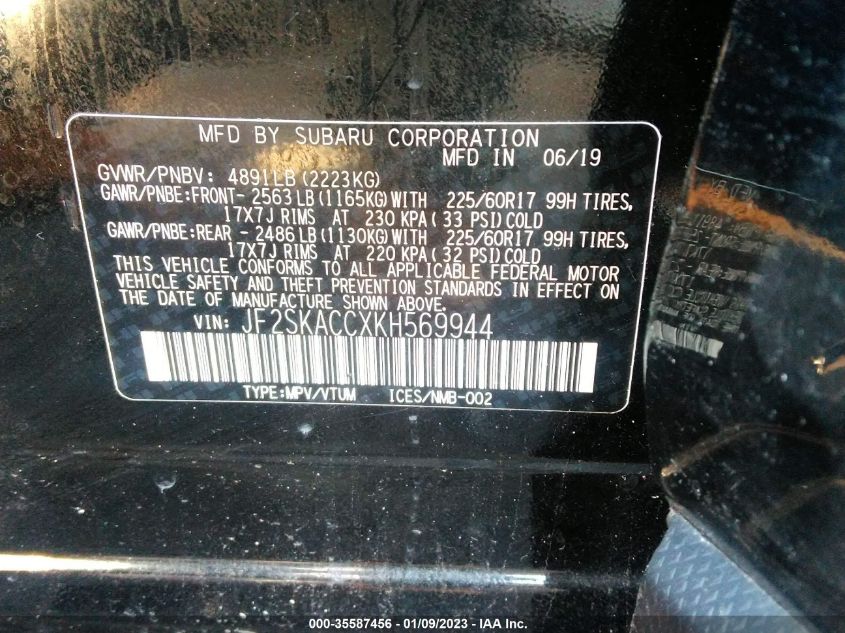 MFD BY SUBARU CORPORATION
MFD IN 06/19
GVWR/PNBV: 4891LB (2223KG)
GAWR/PNBE:FRONT- 2563LB (1165KG) WITH 225/60R17 99H TIRES,
17X7J RIMS AT 230 KPA( 33 PSI) COLD
GAWR/PNBE:REAR - 2486LB (1130KG) WITH 225/60R17 99H TIRES,
17X7J RIMS AT 220 KPA( 32 PSI) COLD
THIS VEHICLE CONFORMS TO ALL APPLICABLE FEDERAL MOTOR
VEHICLE SAFETY AND THEFT PREVENTION STANDARDS IN EFFECT ON
THE DATE OF MANUFACTURE SHOWN ABOVE.
VIN: JF2SKACCXKH569944
TYPE:MPV/VTUM ICES/NMB-002
000-35587456 - 01/09/2023 - IAA Inc.